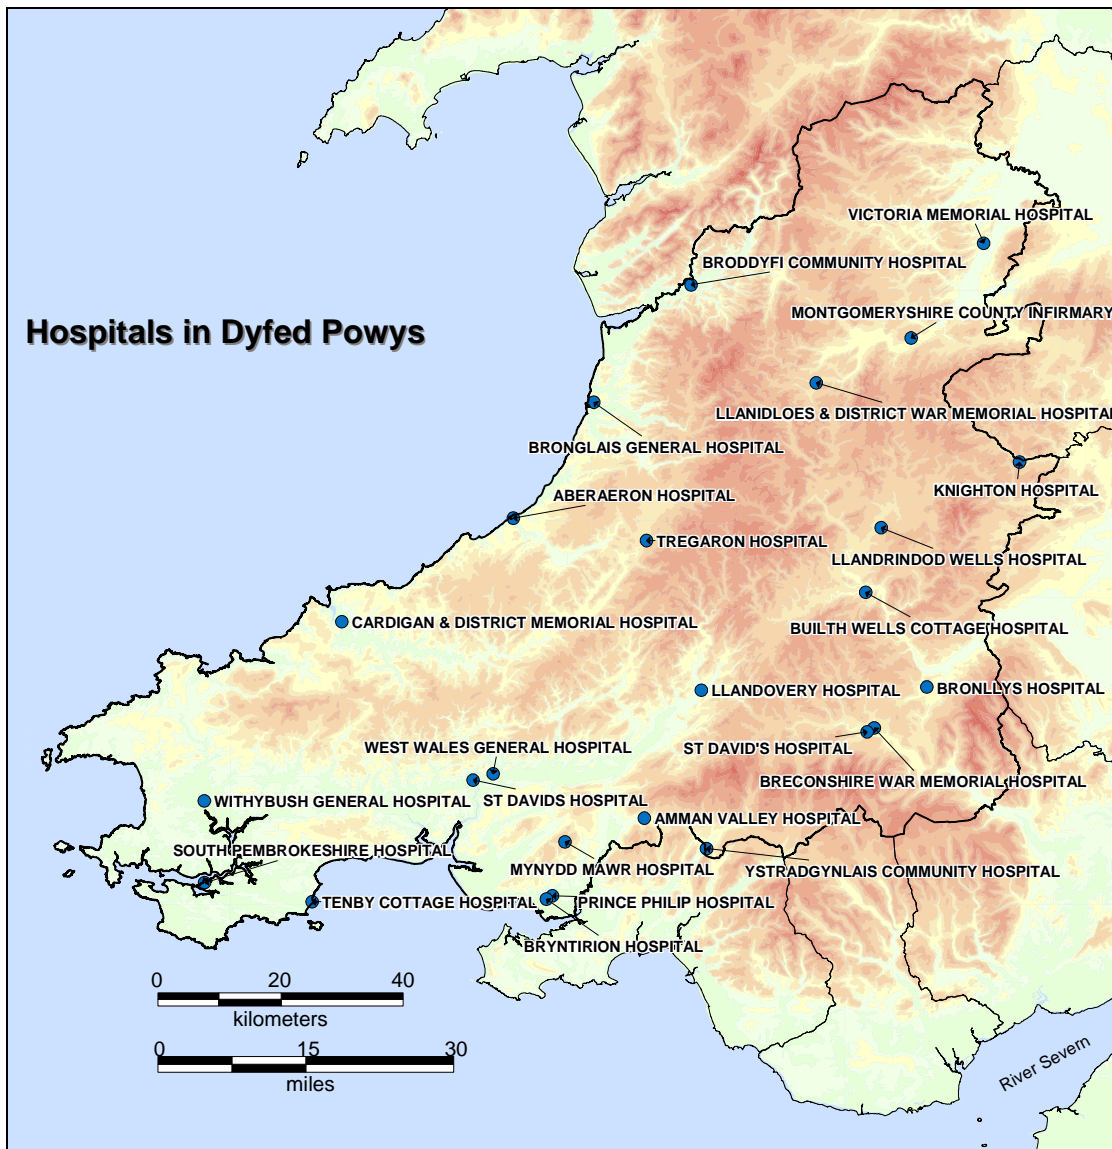 VICTORIA MEMORIAL HOSPITAL
BRODDYFI COMMUNITY HOSPITAL
MONTGOMERYSHIRE COUNTY INFIRMARY
Hospitals in Dyfed Powys
LLANIDLOES & DISTRICT WAR MEMORIAL HOSPITAL
BRONGLAIS GENERAL HOSPITAL
KNIGHTON HOSPITAL
ABERAERON HOSPITAL
TREGARON HOSPITAL
LLANDRINDOD WELLS HOSPITAL
CARDIGAN & DISTRICT MEMORIAL HOSPITAL
BUILTH WELLS COTTAGE HOSPITAL
LLANDOVERY HOSPITAL
BRONLLYS HOSPITAL
WEST WALES GENERAL HOSPITAL
ST DAVID'S HOSPITAL
BRECONSHIRE WAR MEMORIAL HOSPITAL
WITHYBUSH GENERAL HOSPITAL
ST DAVIDS HOSPITAL
AMMAN VALLEY HOSPITAL
SOUTH PEMBROKESHIRE HOSPITAL
MYNYDD MAWR HOSPITAL
YSTRADGYNLAIS COMMUNITY HOSPITAL
TENBY COTTAGE HOSPITAL
PRINCE PHILIP HOSPITAL
BRYNTIRION HOSPITAL
0 20 40
kilometers
0 15 30
miles
River Severn